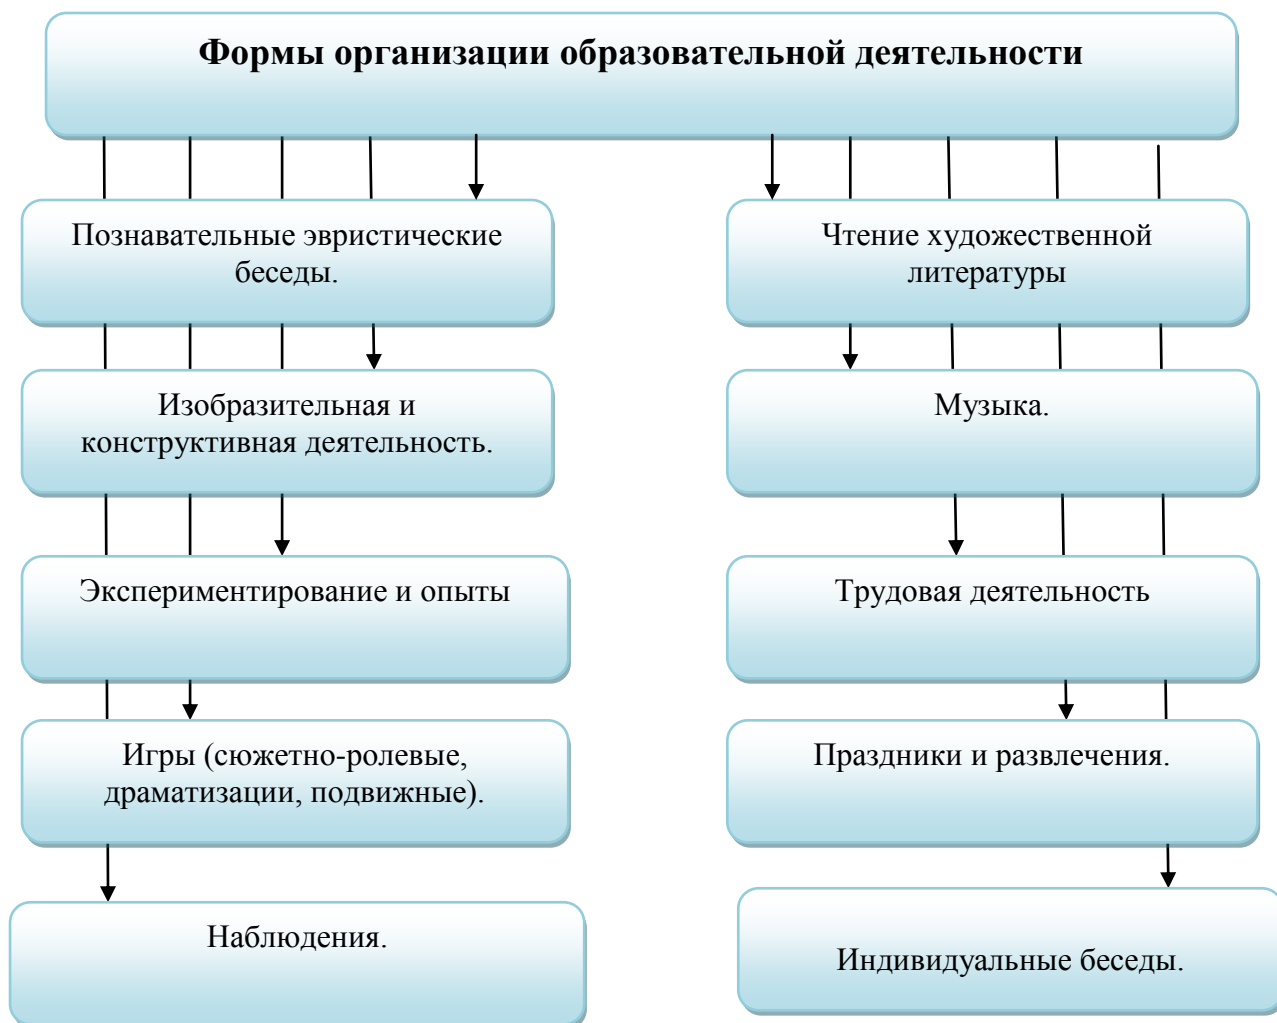 Формы организации образовательной деятельности
Познавательные эвристические
беседы.
Изобразительная и
конструктивная деятельность.
Экспериментирование и опыты
Игры (сюжетно-ролевые,
драматизации, подвижные).
Наблюдения.
Чтение художественной
литературы
Музыка.
Трудовая деятельность
Праздники и развлечения.
Индивидуальные беседы.